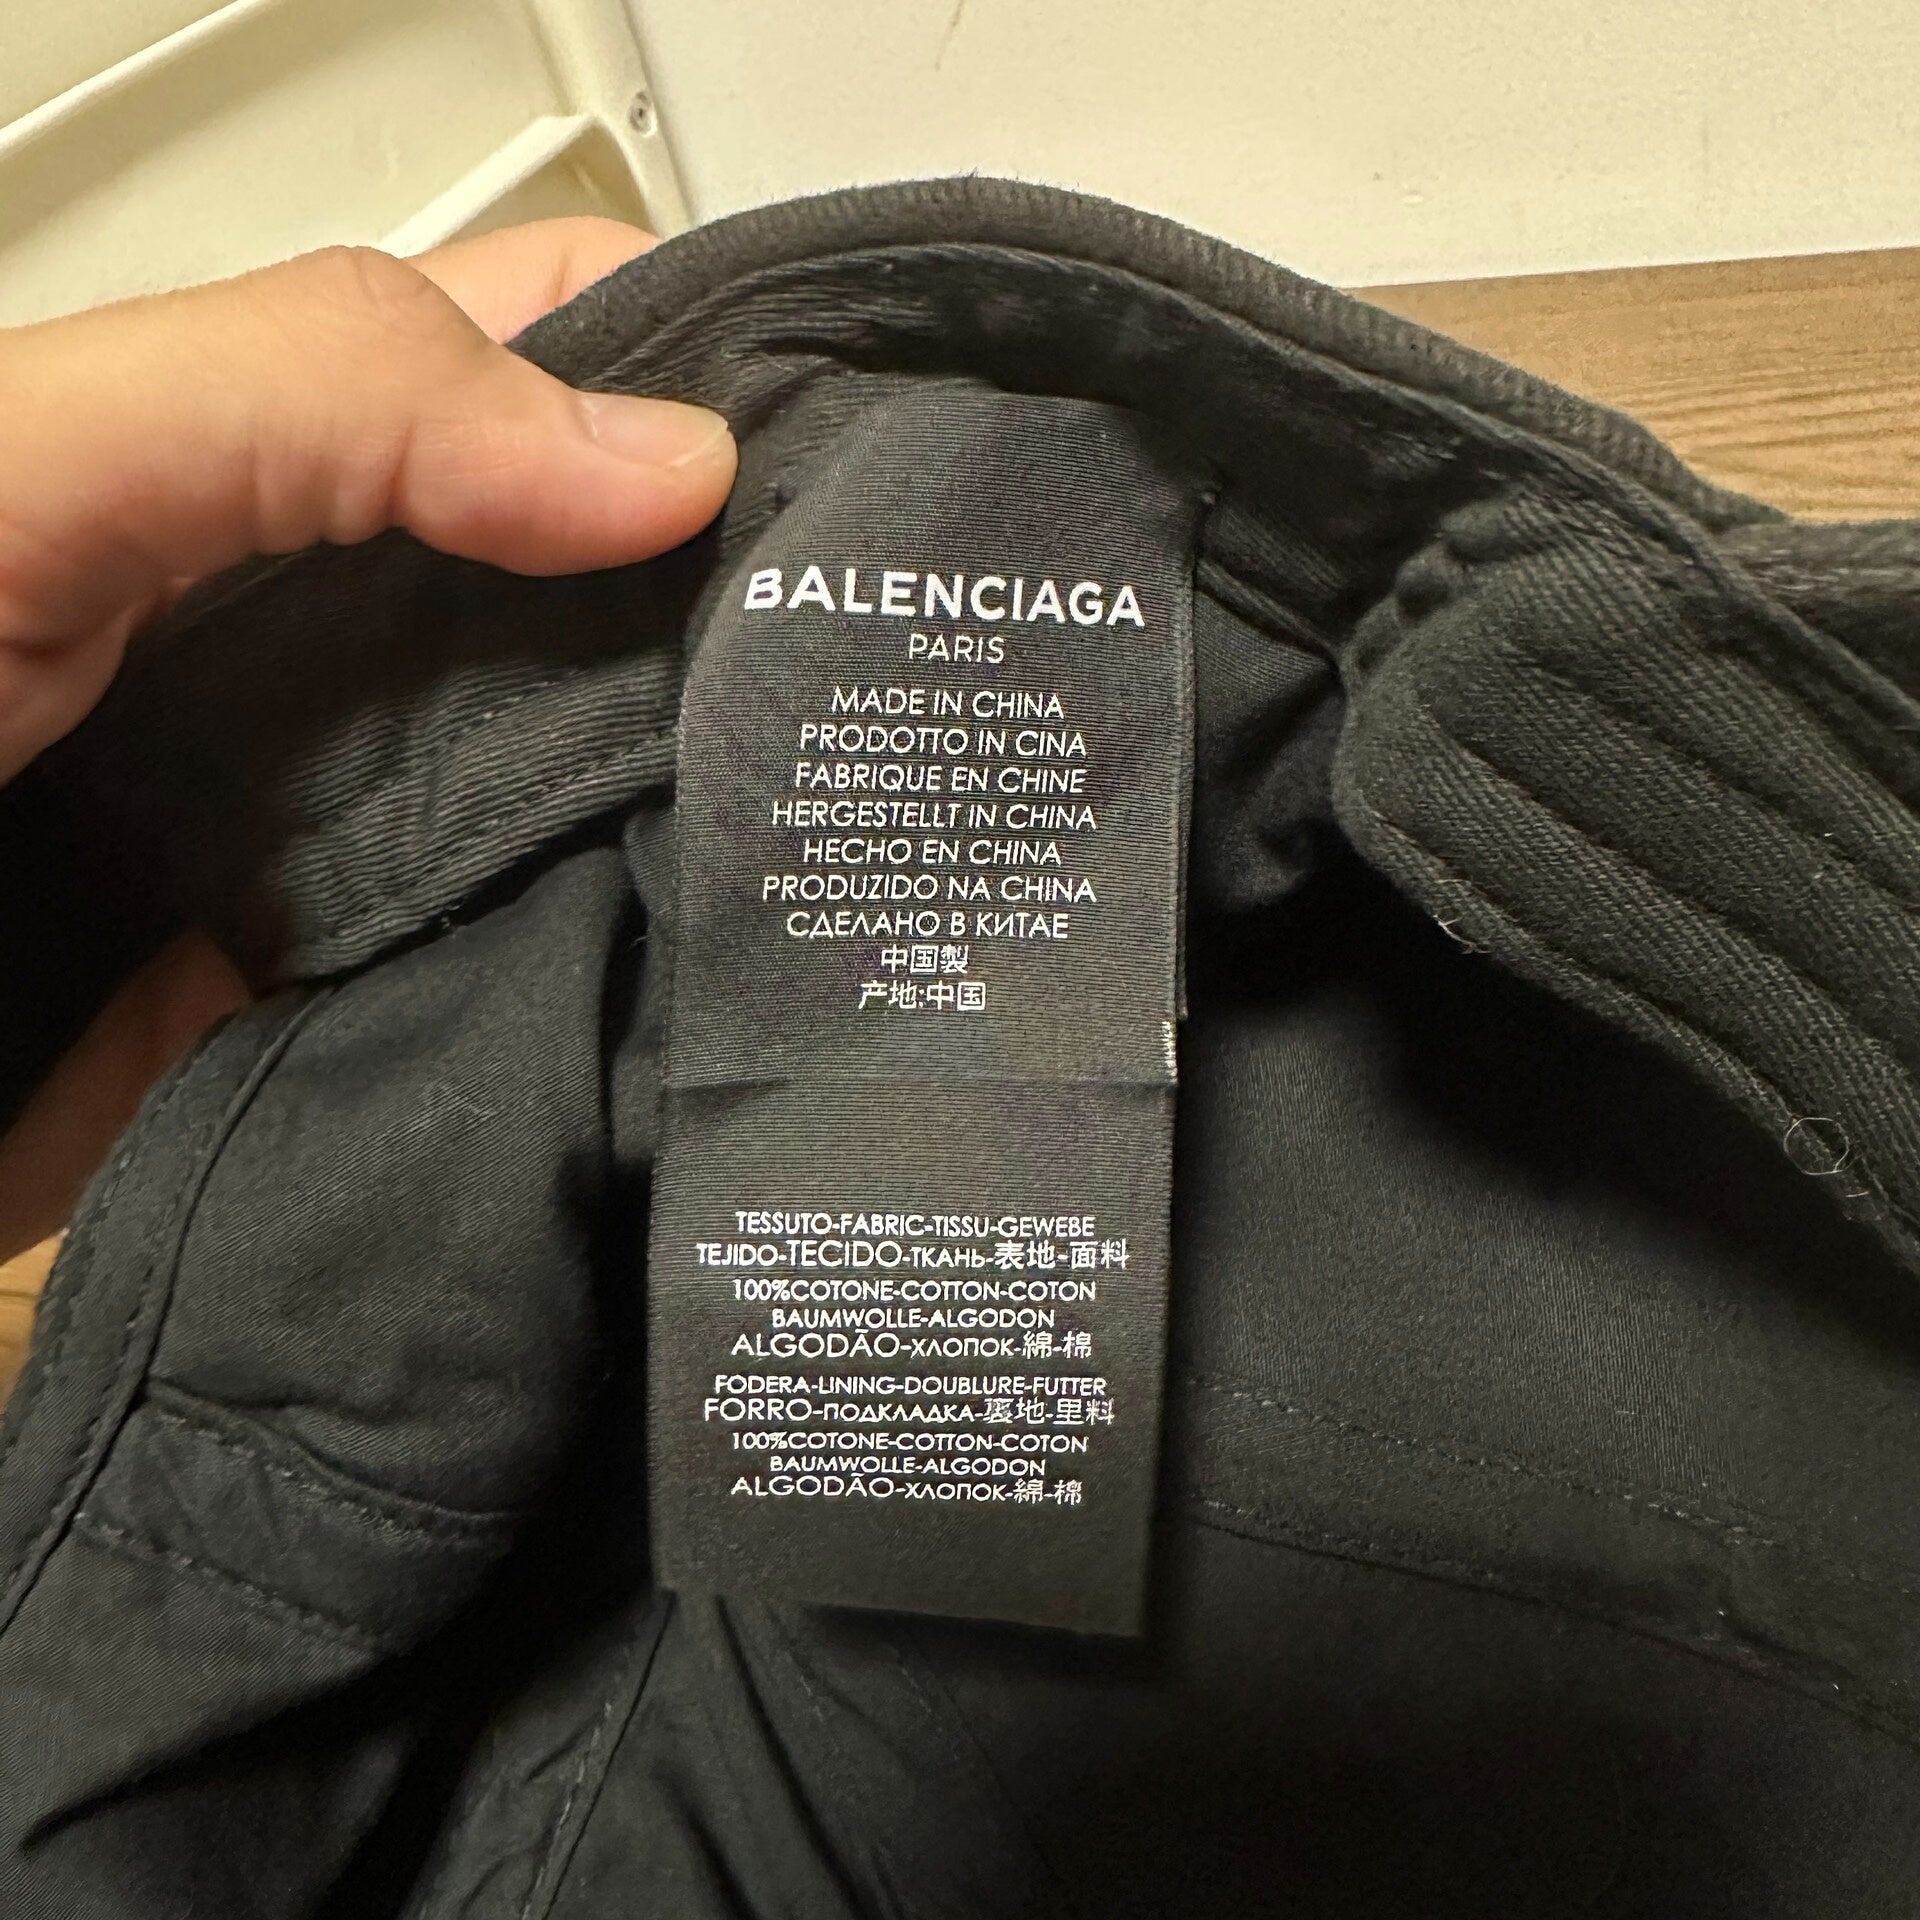 BALENCIAGA
PARIS
MADE IN CHINA
PRODOTTO IN CINA
FABRIQUE EN CHINE
HERGESTELLT IN CHINA
HECHO EN CHINA
PRODUZIDO NA CHINA
СДЕЛАНО В КИТАЕ
中国製
产地:中国
TESSUTO-FABRIC-TISSU-GEWEBE
TEJIDO-TECIDO-ТКАНЬ-表地-面料
100%COTONE-COTTON-COTON
BAUMWOLLE-ALGODON
ALGODÃO-ХЛОПОК-綿-棉
FODERA-LINING-DOUBLURE-FUTTER
FORRO-ПОДКЛАДКА-裏地-里料
100%COTONE-COTTON-COTON
BAUMWOLLE-ALGODON
ALGODÃO-ХЛОПОК-綿-棉